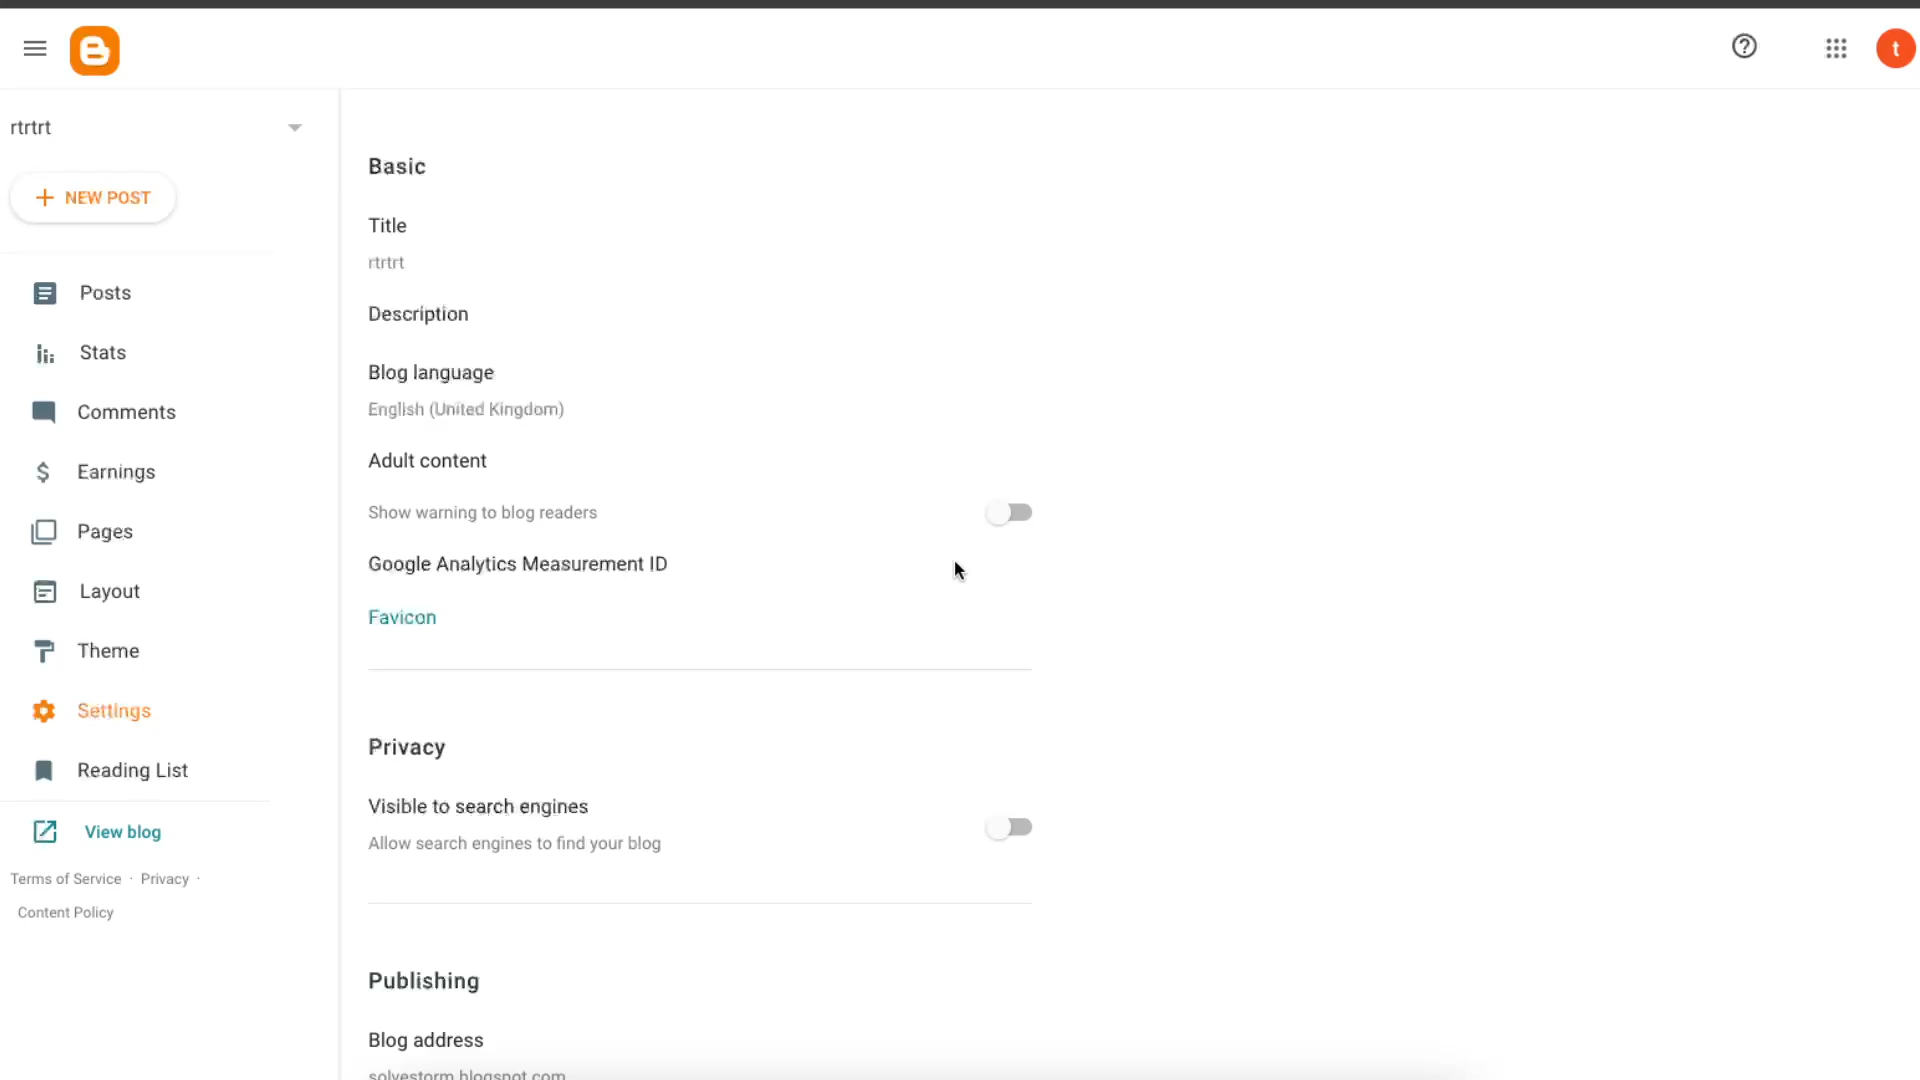 t
rtrtrt
NEW POST
Posts
Stats
Comments
Earnings
Pages
Layout
Theme
Settings
Reading List
View blog
Terms of Service · Privacy ·
Content Policy
Basic
Title
rtrtrt
Description
Blog language
English (United Kingdom)
Adult content
Show warning to blog readers
Google Analytics Measurement ID
Favicon
Privacy
Visible to search engines
Allow search engines to find your blog
Publishing
Blog address
solvestorm.blogspot.com